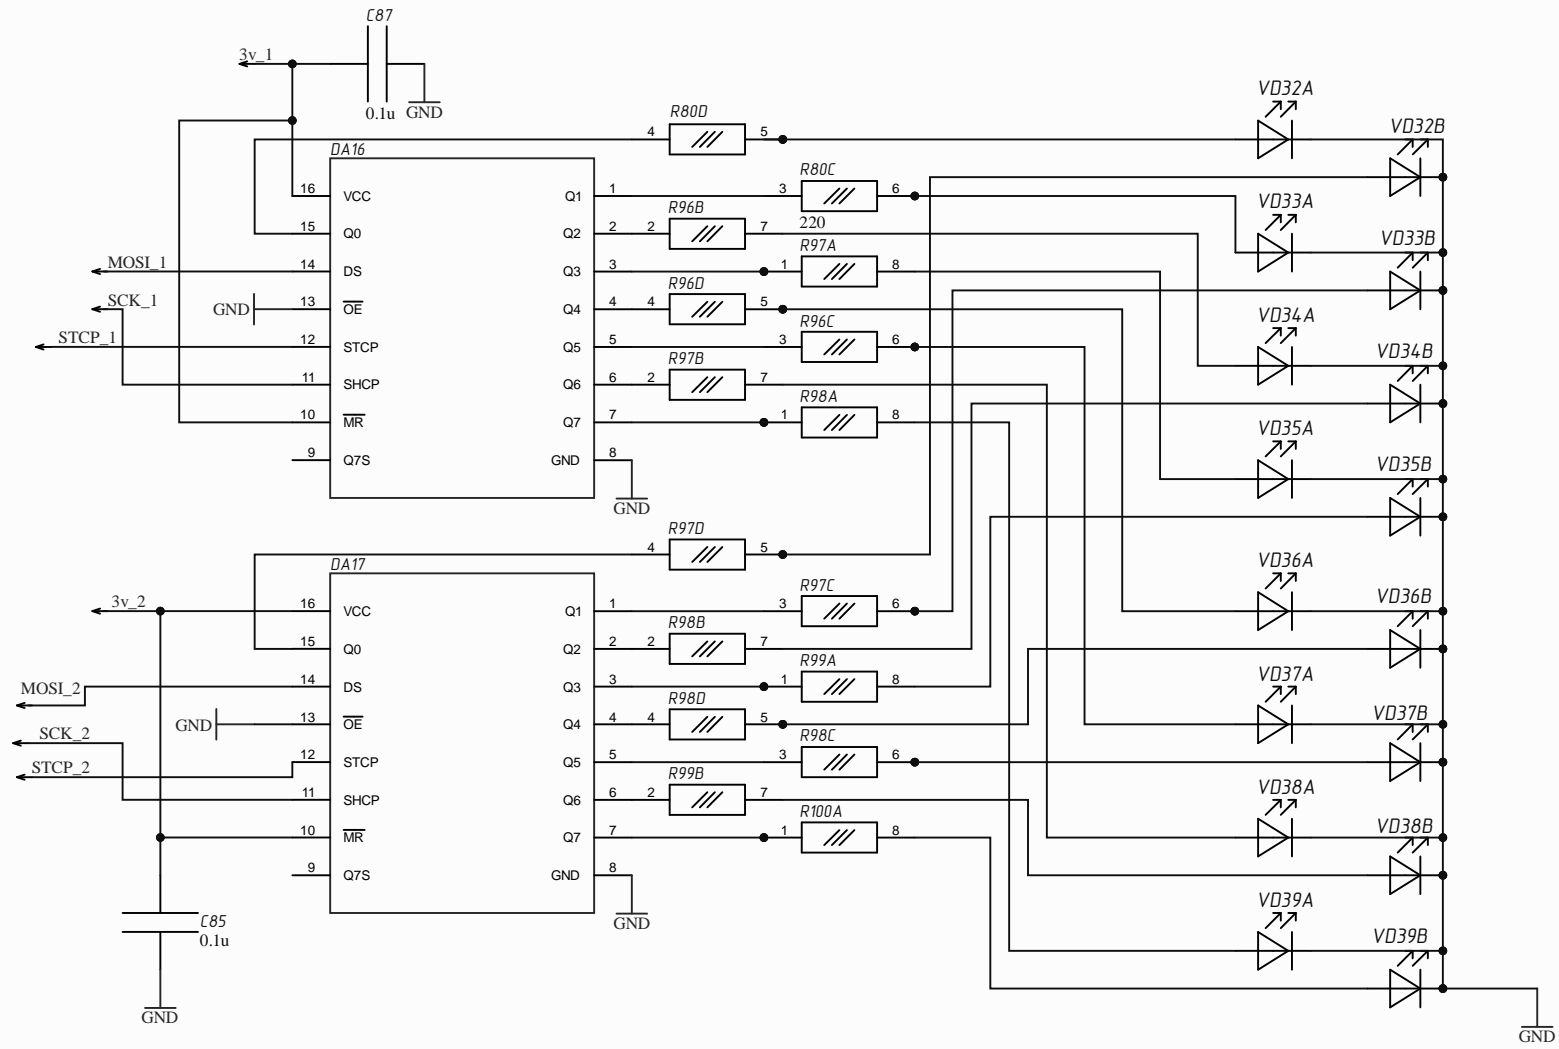 C87
3v_1
0.1u GND
R80D
VD32A
4 5
VD32B
DA16
R80C
16 VCC Q1 1 3 6
R96B
VD33A
15 Q0 Q2 2 2 7 220
R97A
VD33B
MOSI_1 14 DS Q3 3 1 8
R96D
SCK_1 GND 13 OE Q4 4 4 5
R96C
VD34A
STCP_1 12 STCP Q5 5 3 6
R97B
VD34B
11 SHCP Q6 6 2 7
R98A
10 MR Q7 7 1 8
VD35A
9 Q7S GND 8
VD35B
GND
R97D
4 5
DA17
VD36A
R97C
VD36B
3v_2 16 VCC Q1 1 3 6
R98B
15 Q0 Q2 2 2 7
R99A
VD37A
MOSI_2 14 DS Q3 3 1 8
R98D
VD37B
GND 13 OE Q4 4 4 5
R98C
SCK_2
STCP_2 12 STCP Q5 5 3 6
R99B
VD38A
11 SHCP Q6 6 2 7
R100A
VD38B
10 MR Q7 7 1 8
9 Q7S GND 8
VD39A
C85
0.1u
GND
VD39B
GND
GND